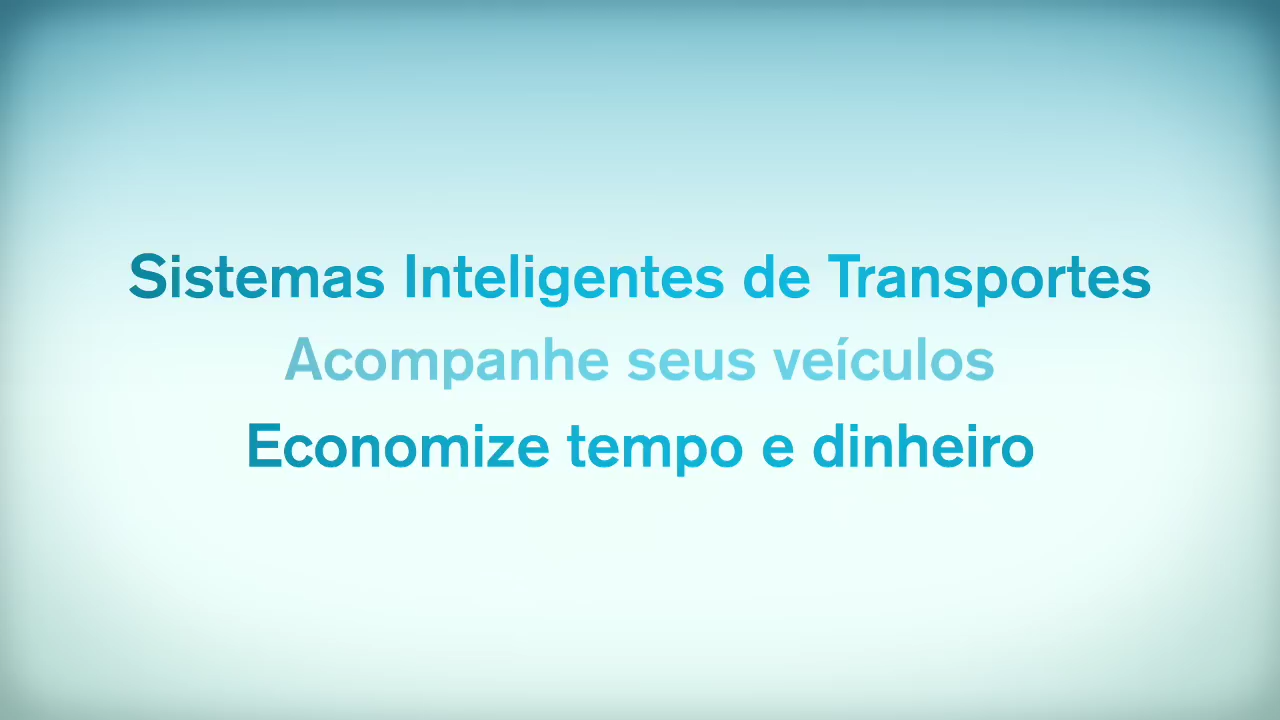 Sistemas Inteligentes de Transportes
Acompanhe seus veículos
Economize tempo e dinheiro